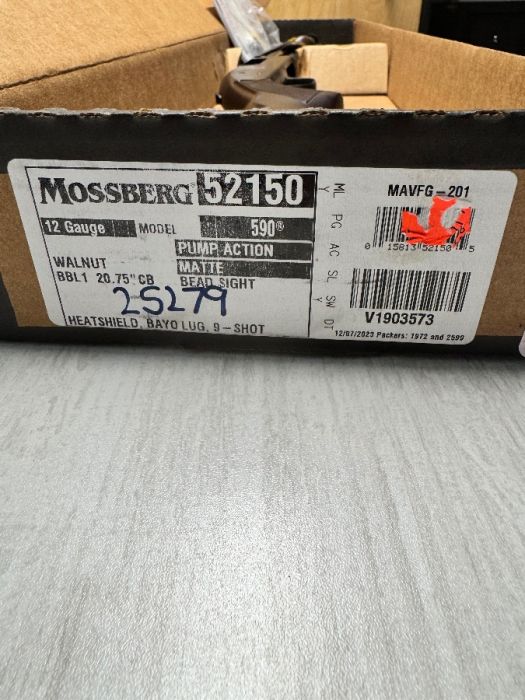 MOSSBERG 52150
12 Gauge MODEL 590®
PUMP ACTION
WALNUT MATTE
BBL1 20.75" CB BEAD SIGHT
25279
HEATSHIELD, BAYO LUG, 9-SHOT
ML PG AC SL SW DT
Y Y
MAVFG-201
0 15813 52150 5
V1903573
12/07/2023 Packers: 1972 and 2599